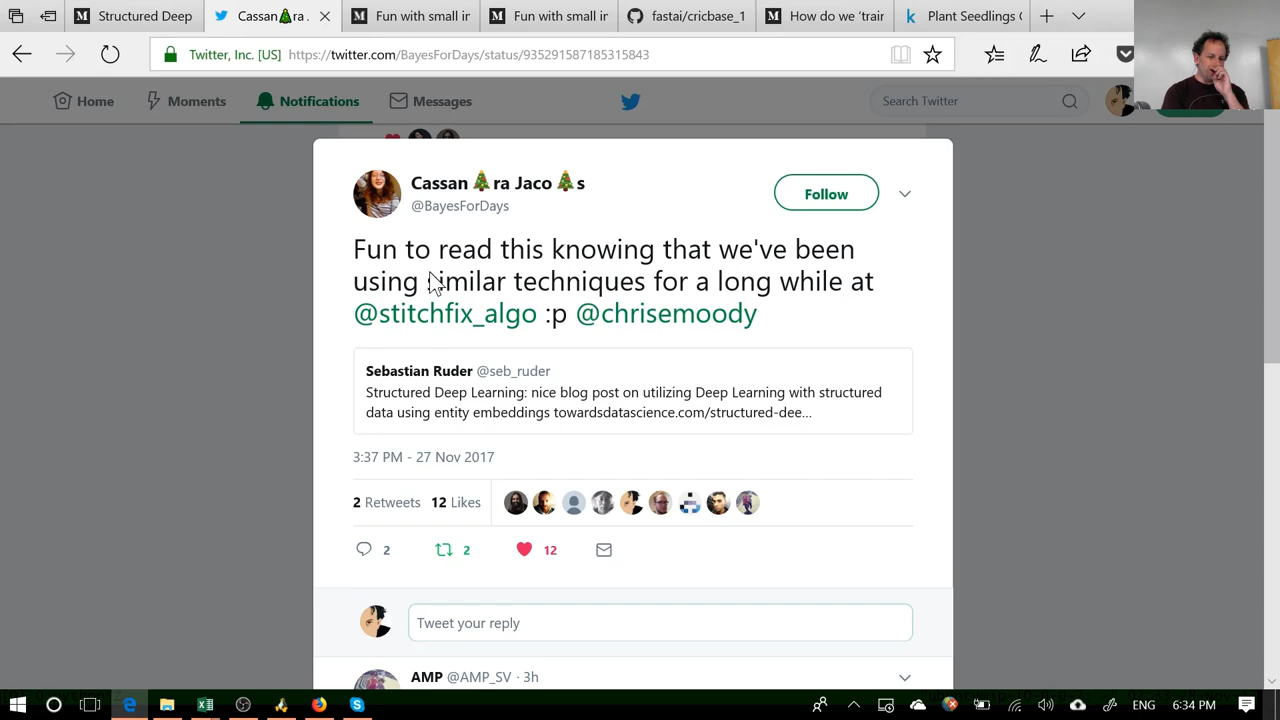 Structured Deep
Cassan🎄ra J
Fun with small ir
Fun with small in
fastai/cricbase_1
How do we 'train
Plant Seedlings C
Twitter, Inc. [US]
https://twitter.com/BayesForDays/status/935291587185315843
Home
Moments
Notifications
Messages
Search Twitter
Cassan🎄ra Jaco🎄s
@BayesForDays
Follow
Fun to read this knowing that we've been
using similar techniques for a long while at
@stitchfix_algo :p @chrisemoody
Sebastian Ruder @seb_ruder
Structured Deep Learning: nice blog post on utilizing Deep Learning with structured
data using entity embeddings towardsdatascience.com/structured-dee...
3:37 PM - 27 Nov 2017
2 Retweets 12 Likes
2 2 12
Tweet your reply
AMP @AMP_SV · 3h
ENG 6:34 PM